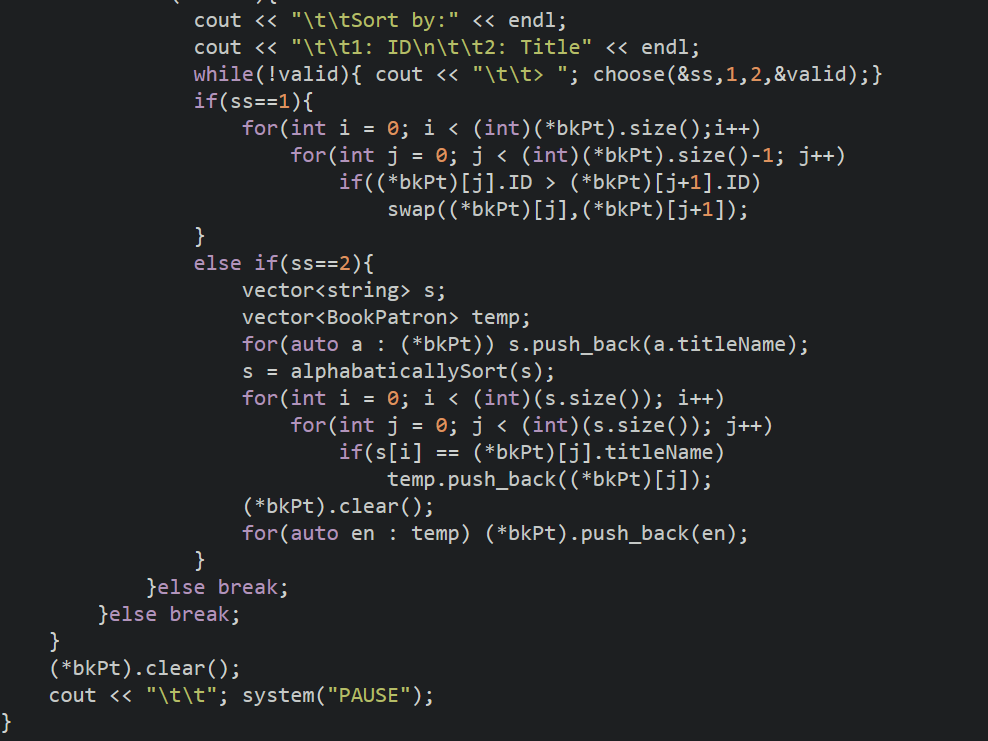 cout << "\t\tSort by:" << endl;
cout << "\t\t1: ID\n\t\t2: Title" << endl;
while(!valid){ cout << "\t\t> "; choose(&ss,1,2,&valid);}
if(ss==1){
for(int i = 0; i < (int)(*bkPt).size();i++)
for(int j = 0; j < (int)(*bkPt).size()-1; j++)
if((*bkPt)[j].ID > (*bkPt)[j+1].ID)
swap((*bkPt)[j],(*bkPt)[j+1]);
}
else if(ss==2){
vector<string> s;
vector<BookPatron> temp;
for(auto a : (*bkPt)) s.push_back(a.titleName);
s = alphabaticallySort(s);
for(int i = 0; i < (int)(s.size()); i++)
for(int j = 0; j < (int)(s.size()); j++)
if(s[i] == (*bkPt)[j].titleName)
temp.push_back((*bkPt)[j]);
(*bkPt).clear();
for(auto en : temp) (*bkPt).push_back(en);
}
}else break;
}else break;
}
(*bkPt).clear();
cout << "\t\t"; system("PAUSE");
}